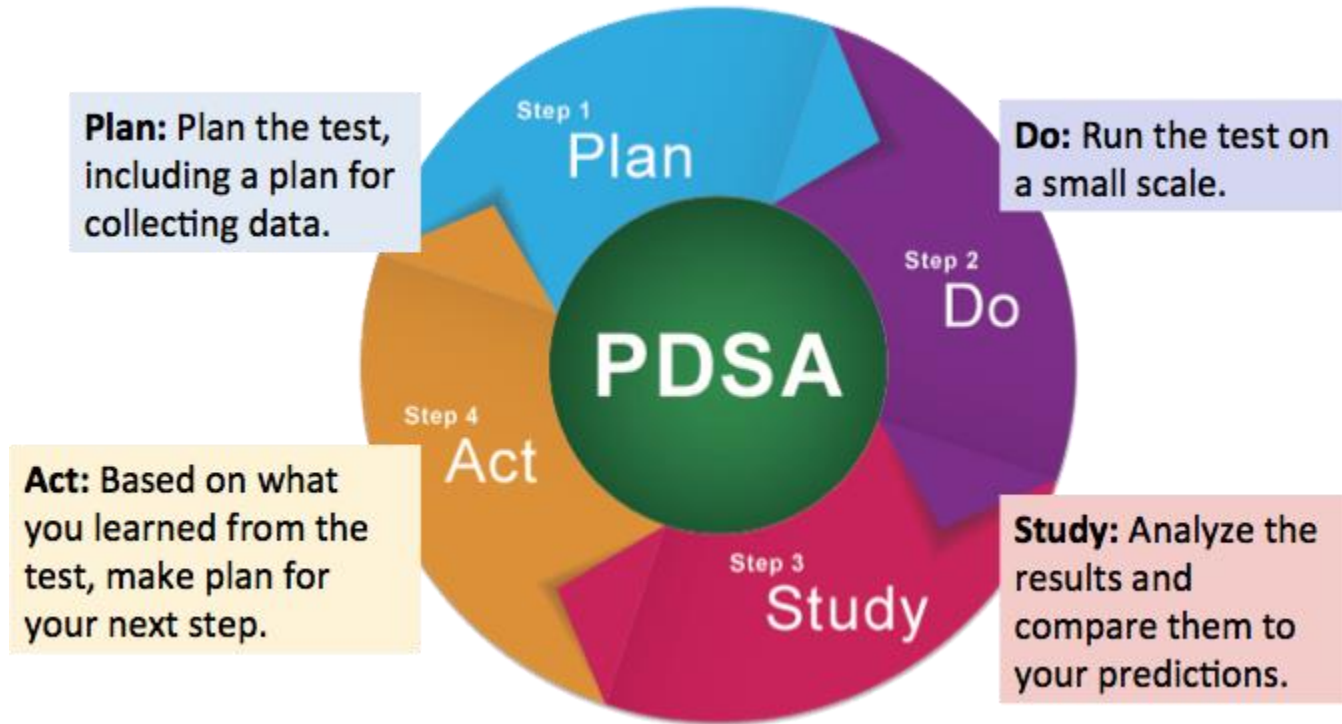 Step 1
Plan
Plan: Plan the test,
including a plan for
collecting data.
Do: Run the test on
a small scale.
Step 2
Do
PDSA
Step 4
Act
Act: Based on what
you learned from the
test, make plan for
your next step.
Step 3
Study
Study: Analyze the
results and
compare them to
your predictions.